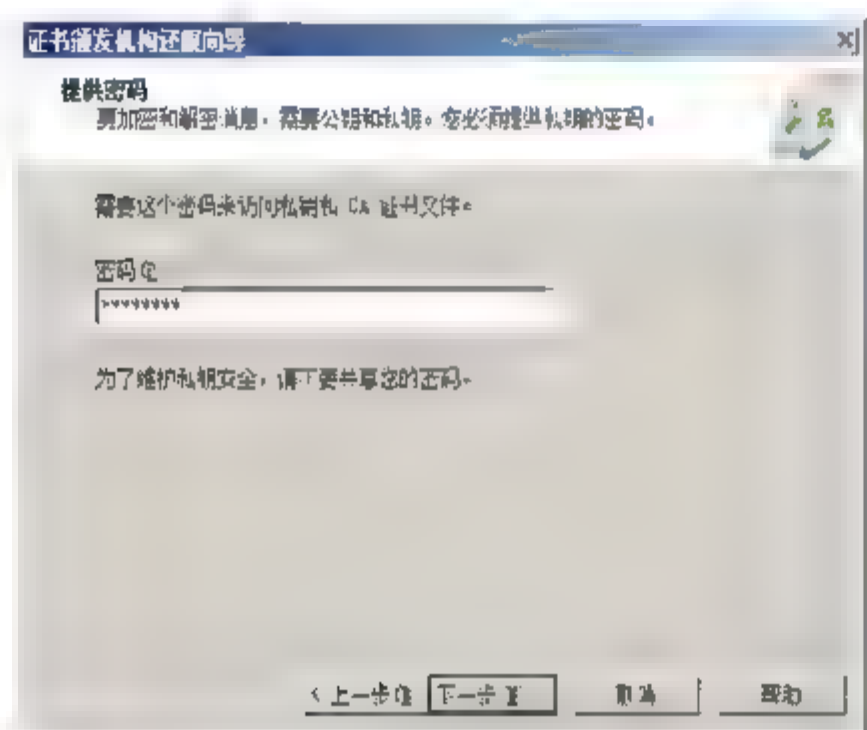 证书颁发机构还原向导
提供密码
要加密和解密消息，需要公钥和私钥。您必须提供私钥的密码。
需要这个密码来访问私钥和 CA 证书文件。
密码
********
为了维护私钥安全，请不要共享您的密码。
< 上一步 下一步 取消 帮助